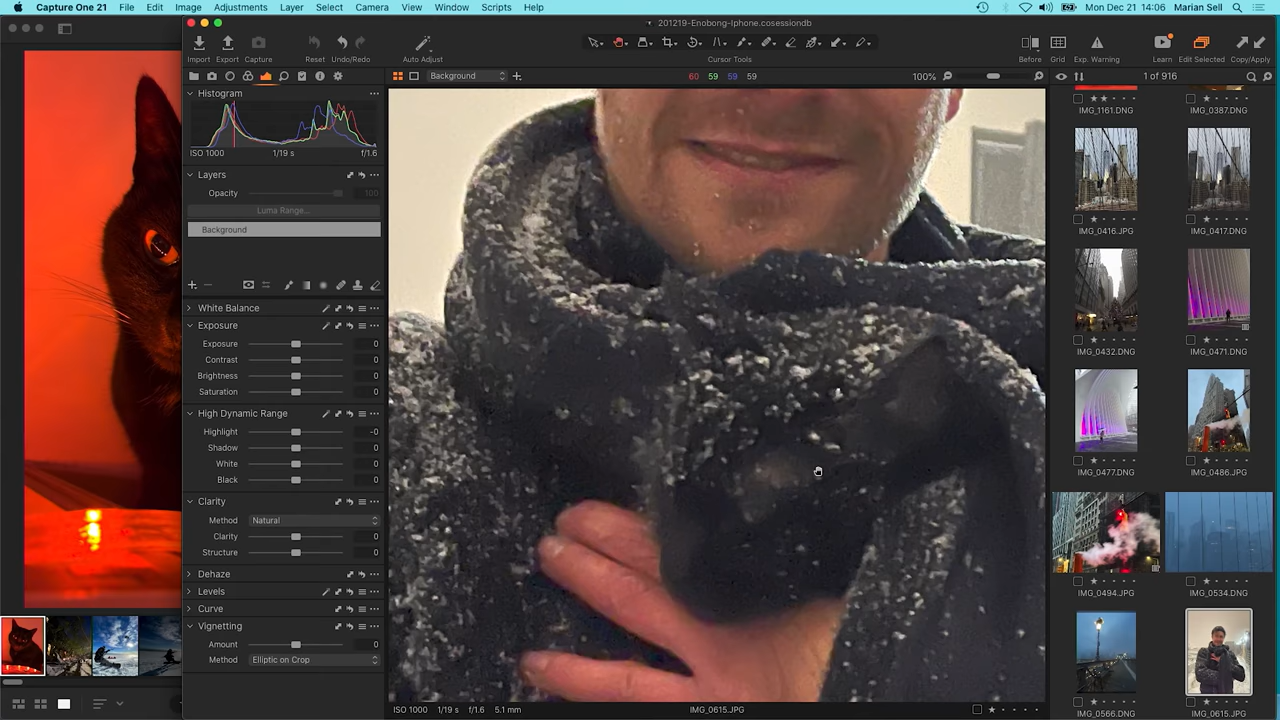 Capture One 21 File Edit Image Adjustments Layer Select Camera View Window Scripts Help Mon Dec 21 14:06 Marian Sell
201219-Enobong-Iphone.cosessiondb
Import Export Capture Reset Undo/Redo Auto Adjust Cursor Tools Before Grid Exp. Warning Learn Edit Selected Copy/Apply
Background 60 59 59 59 100% 1 of 916
Histogram
ISO 1000 1/19 s f/1.6
Layers
Opacity 100
Luma Range...
Background
White Balance
Exposure
Exposure 0
Contrast 0
Brightness 0
Saturation 0
High Dynamic Range
Highlight -0
Shadow 0
White 0
Black 0
Clarity
Method Natural
Clarity 0
Structure 0
Dehaze
Levels
Curve
Vignetting
Amount 0
Method Elliptic on Crop
ISO 1000 1/19 s f/1.6 5.1 mm IMG_0615.JPG
IMG_1161.DNG IMG_0387.DNG
IMG_0416.JPG IMG_0417.DNG
IMG_0432.DNG IMG_0471.DNG
IMG_0477.DNG IMG_0486.JPG
IMG_0494.JPG IMG_0534.DNG
IMG_0566.DNG IMG_0615.JPG